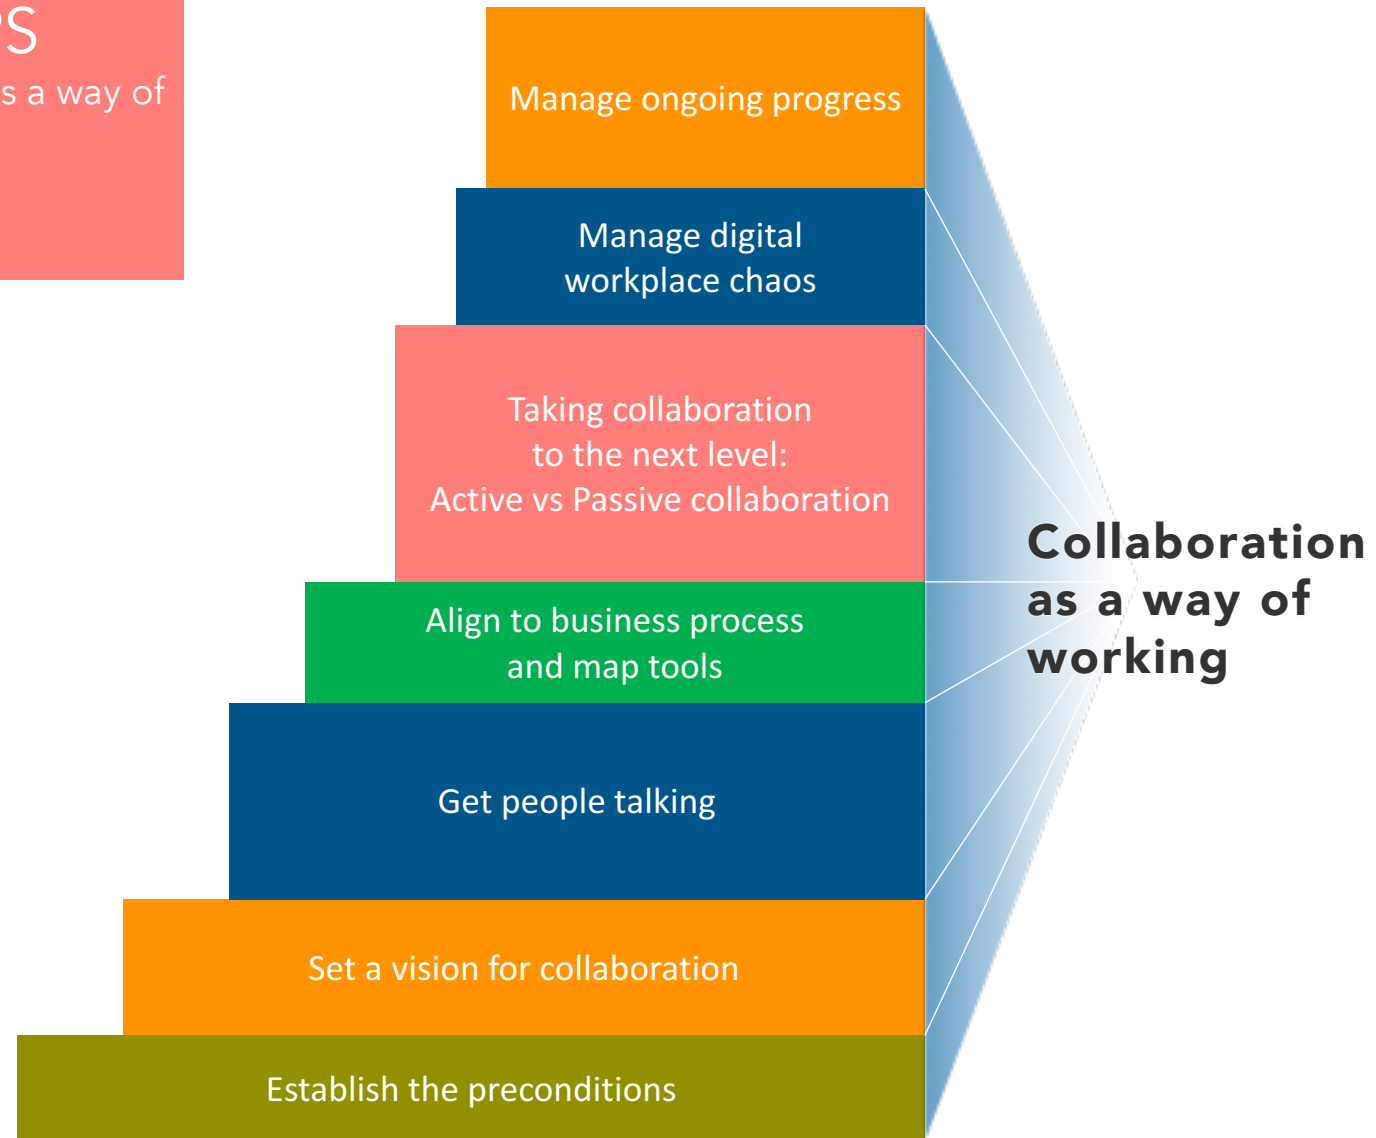 PS
s a way of
Manage ongoing progress
Manage digital
workplace chaos
Taking collaboration
to the next level:
Active vs Passive collaboration
Collaboration
as a way of
working
Align to business process
and map tools
Get people talking
Set a vision for collaboration
Establish the preconditions